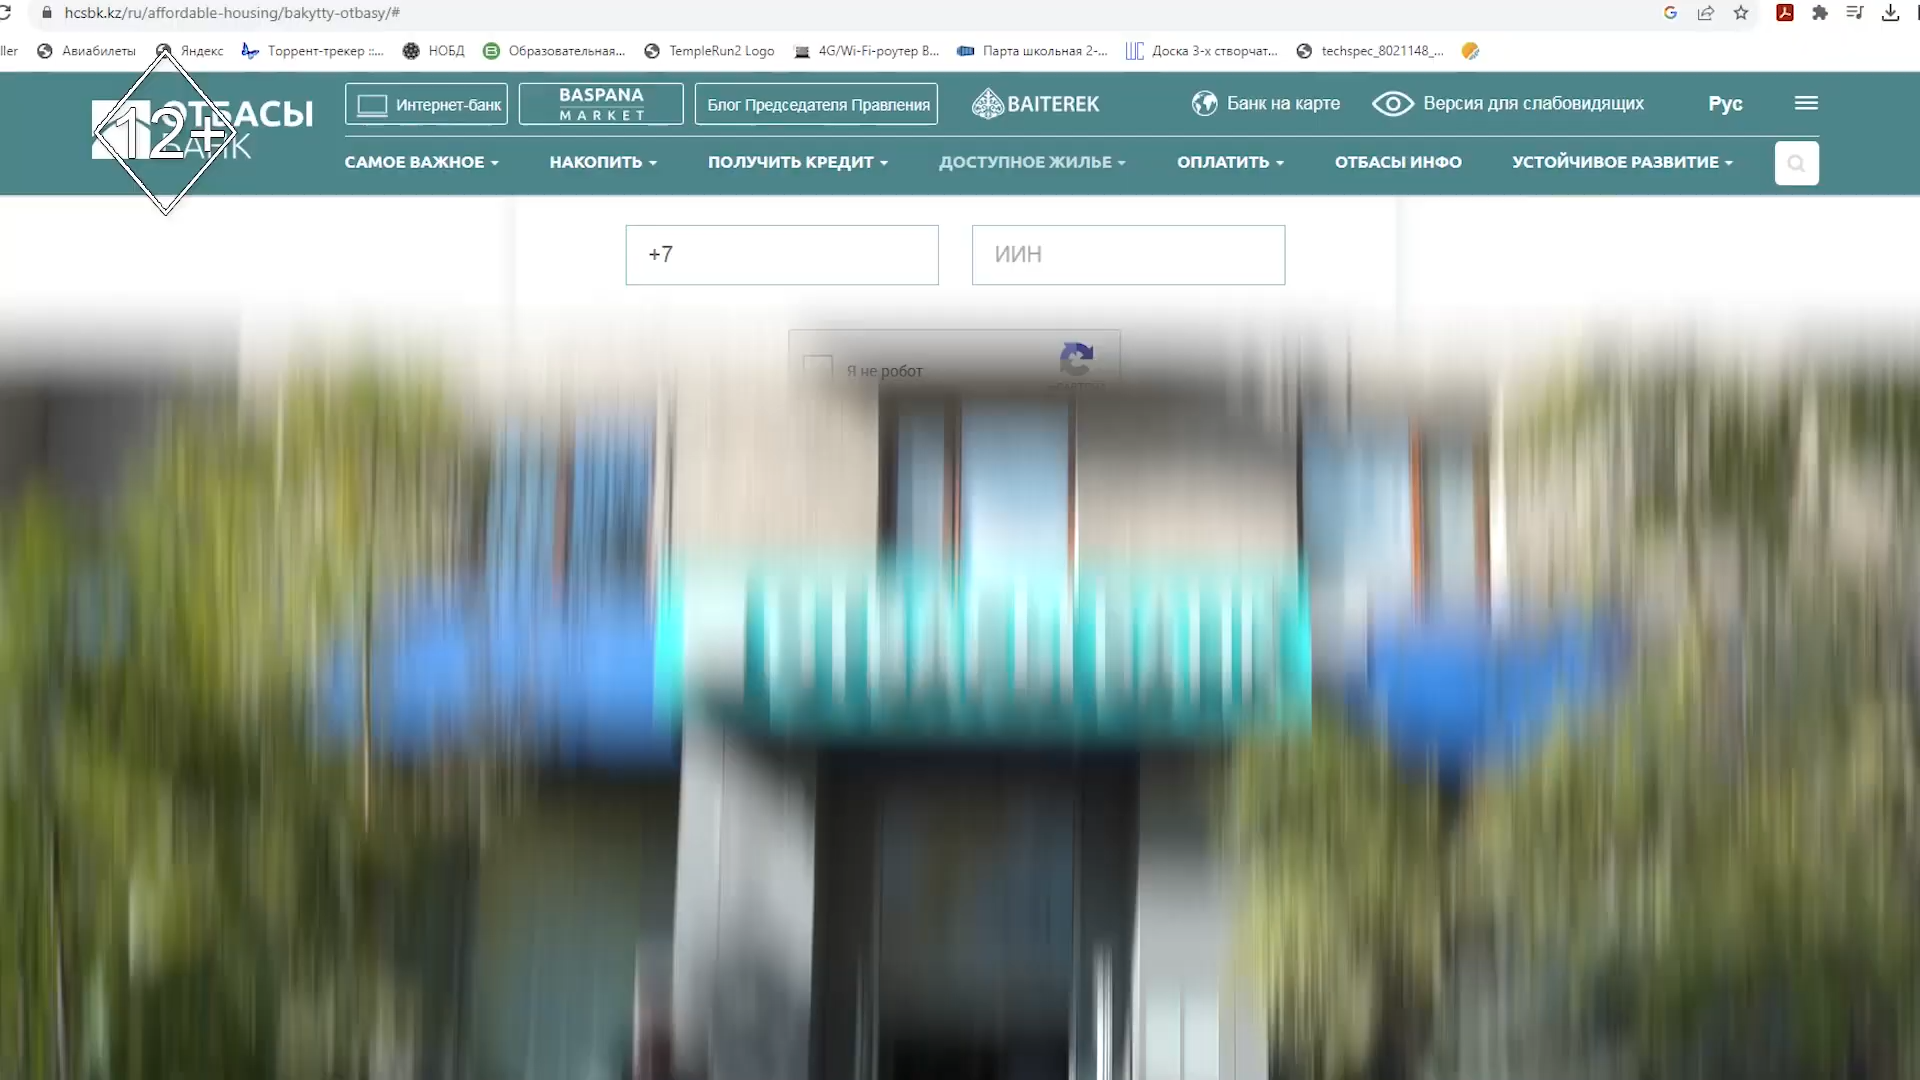 hcsbk.kz/ru/affordable-housing/bakytty-otbasy/#
ller Авиабилеты Яндекс Торрент-трекер ::... НОБД Образовательная... TempleRun2 Logo 4G/Wi-Fi-роутер B... Парта школьная 2-... Доска 3-х створчат... techspec_8021148_...
ОТБАСЫ
БАНК
12+
Интернет-банк
BASPANA
MARKET
Блог Председателя Правления
BAITEREK
Банк на карте
Версия для слабовидящих
Рус
САМОЕ ВАЖНОЕ НАКОПИТЬ ПОЛУЧИТЬ КРЕДИТ ДОСТУПНОЕ ЖИЛЬЕ ОПЛАТИТЬ ОТБАСЫ ИНФО УСТОЙЧИВОЕ РАЗВИТИЕ
+7 ИИН
Я не робот